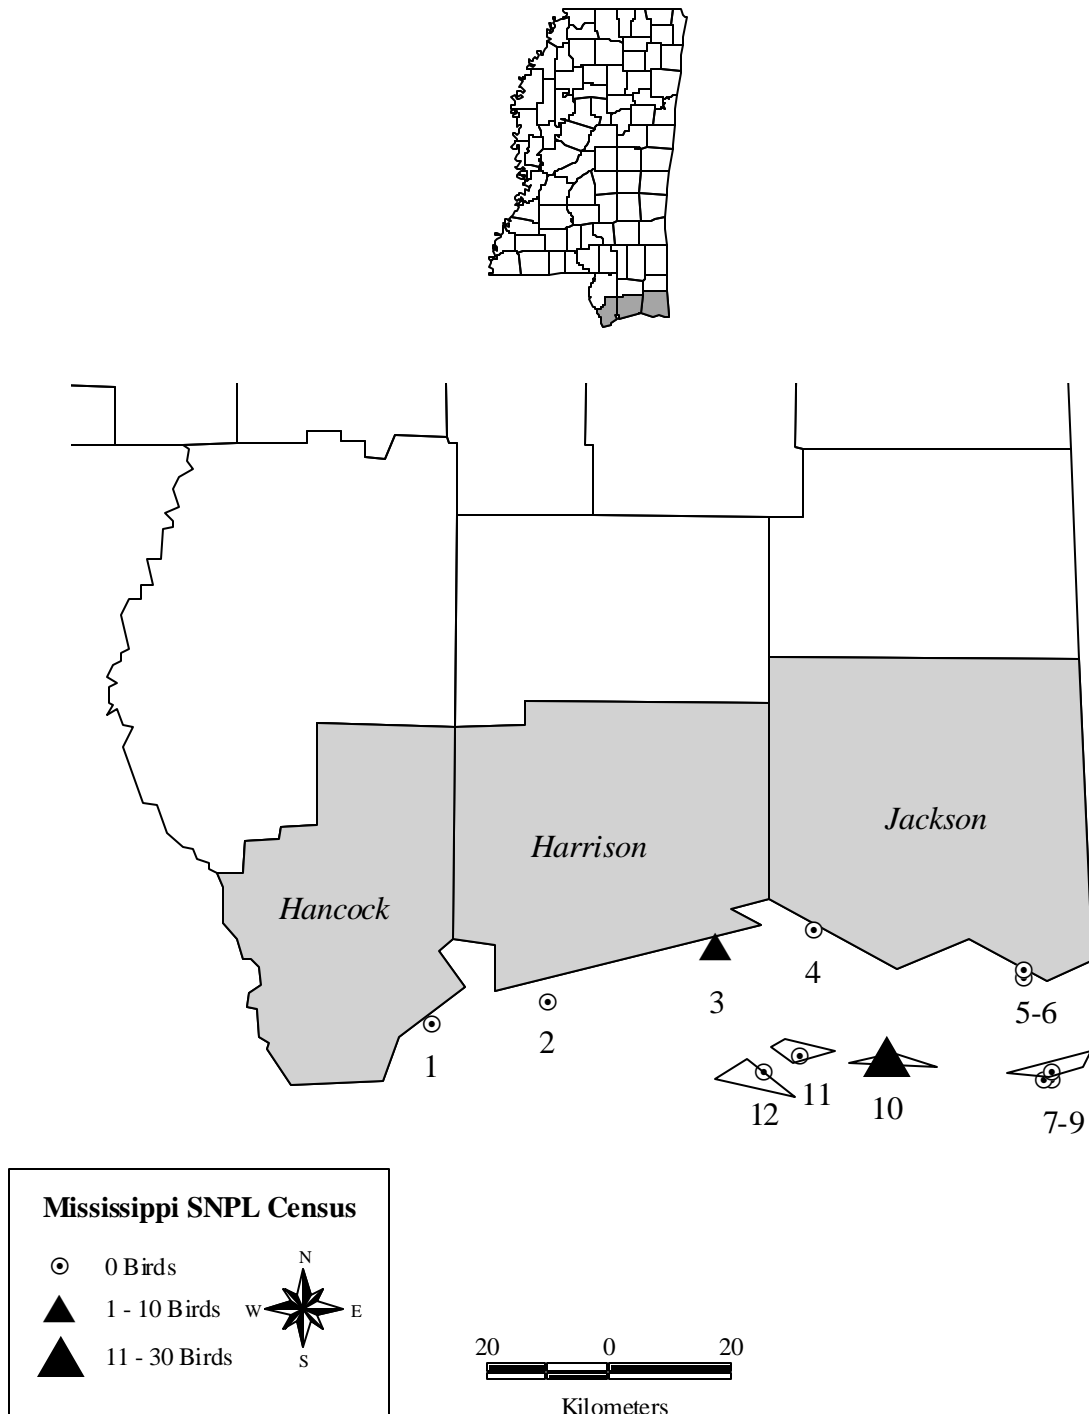 Jackson
Harrison
Hancock
1
2
3
4
5-6
12
11
10
7-9
Mississippi SNPL Census
0 Birds
1 - 10 Birds
11 - 30 Birds
N
W
E
S
20 0 20
Kilometers